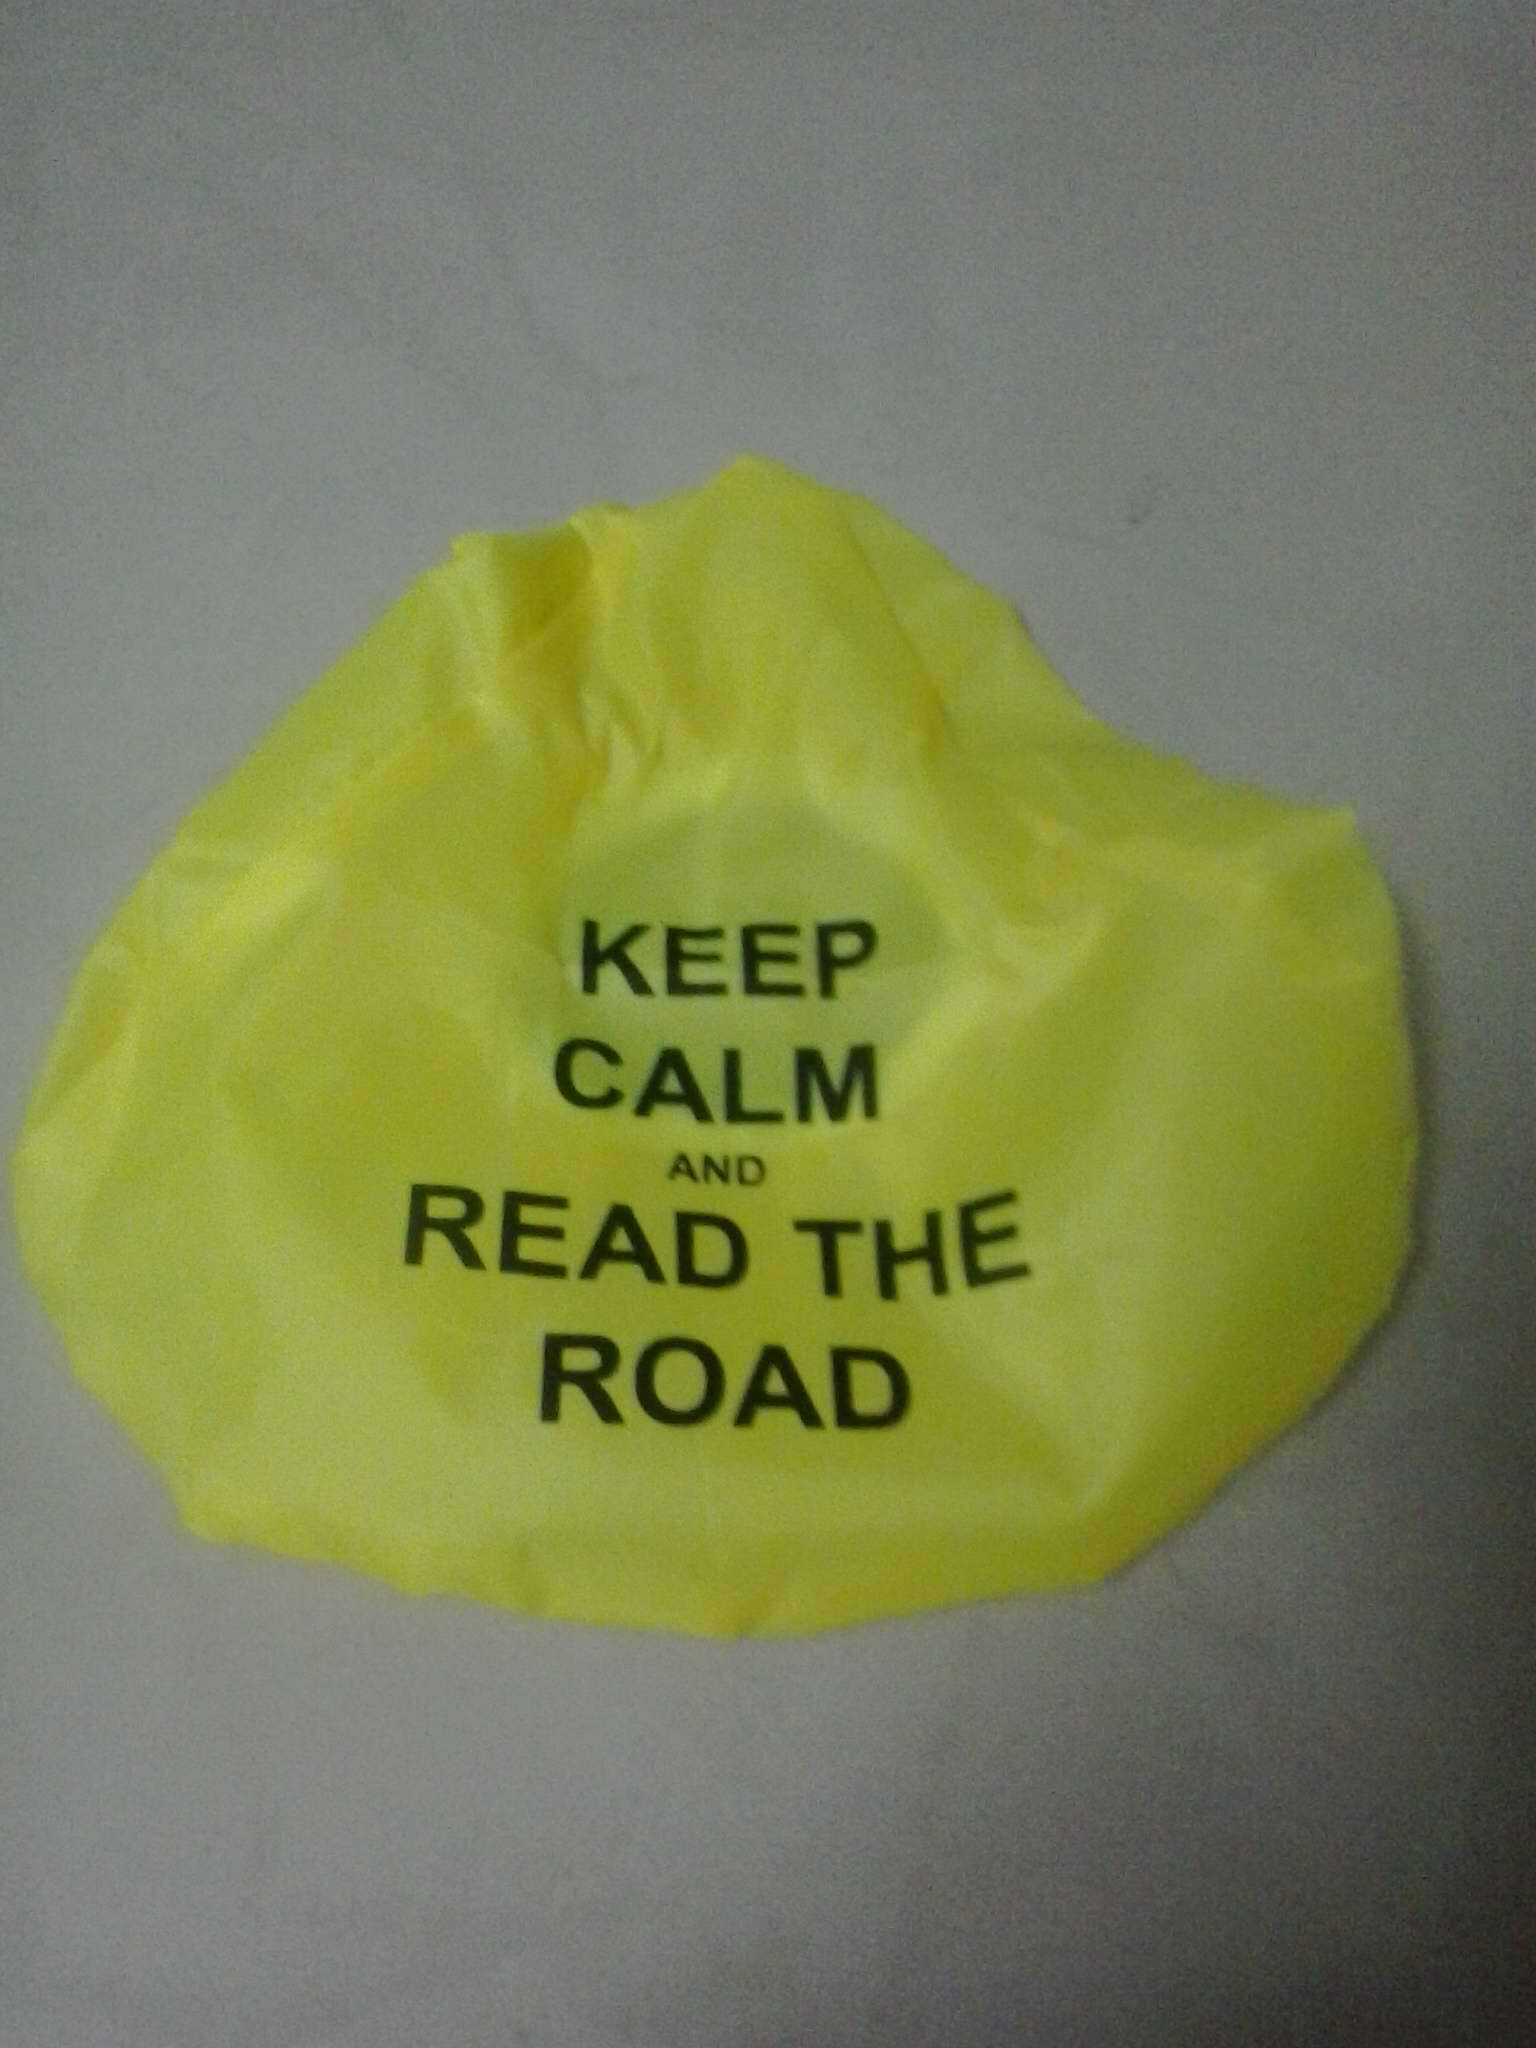 KEEP
CALM
AND
READ THE
ROAD